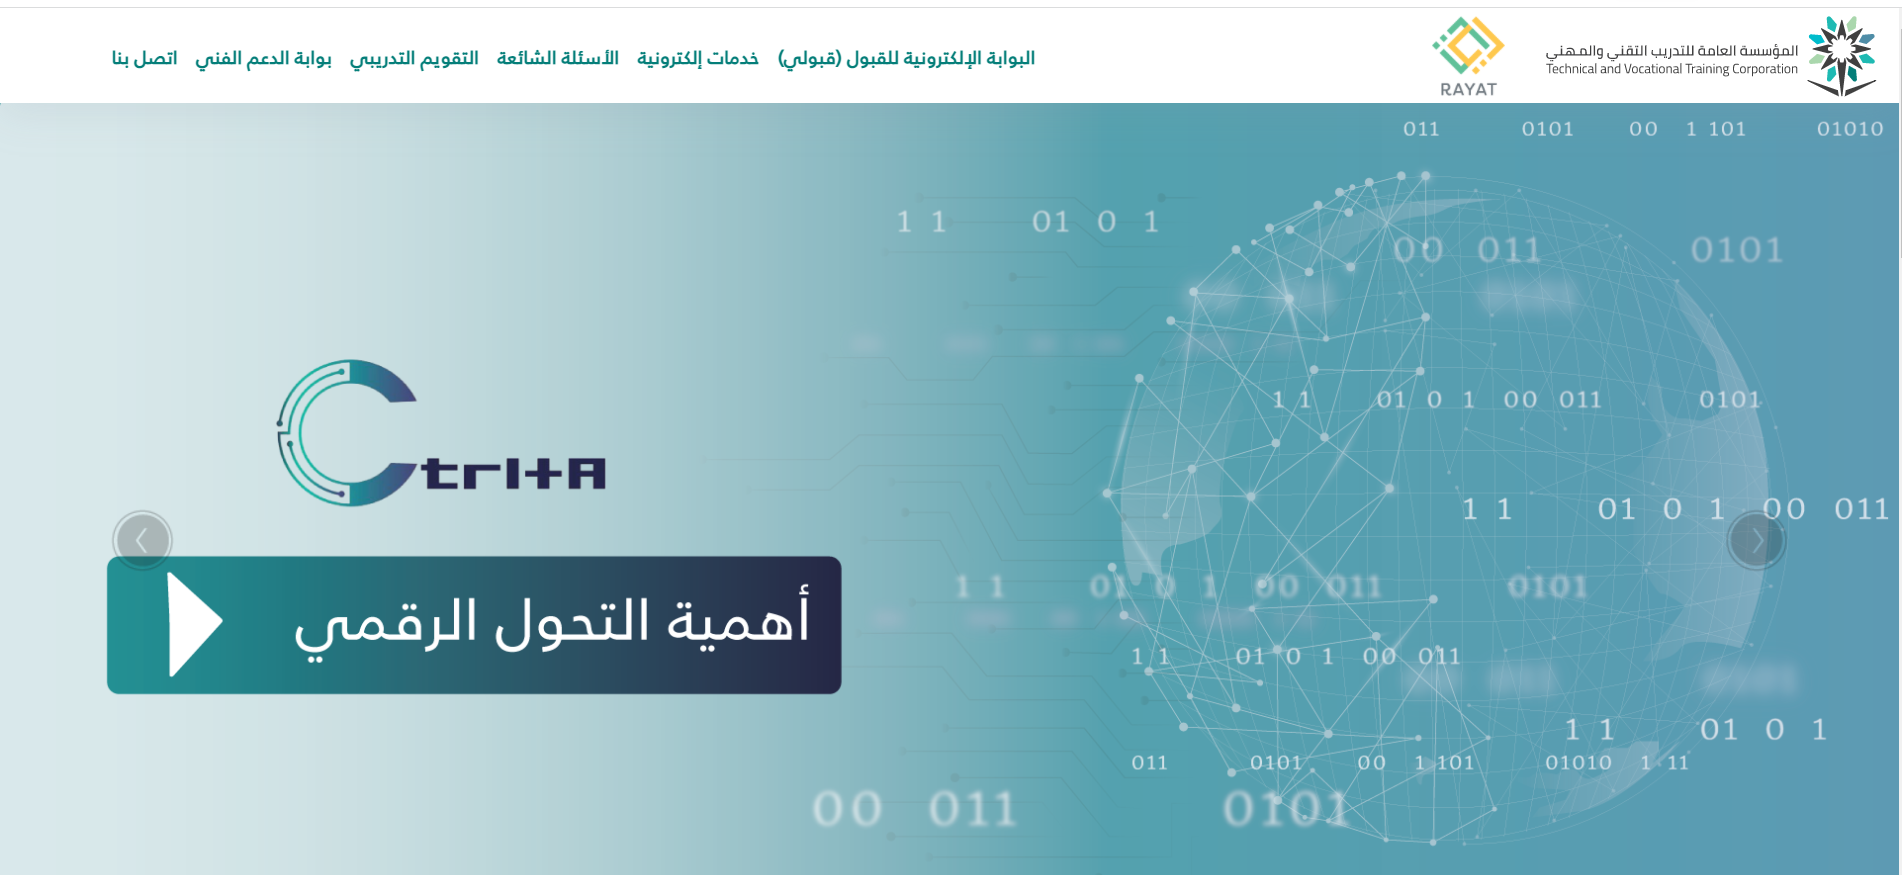 المؤسسة العامة للتدريب التقني والمهني
Technical and Vocational Training Corporation
RAYAT
البوابة الإلكترونية للقبول (قبولي)
خدمات إلكترونية
الأسئلة الشائعة
التقويم التدريبي
بوابة الدعم الفني
اتصل بنا
011 0101 00 1 101 01010
1 1 01 0 1
00 011 0101
1 1 01 0 1 00 011 0101
Ctrl+A
1 1 01 0 1 00 011
1 1 01 0 1 00 011 0101
أهمية التحول الرقمي
1 1 01 0 1 00 011
1 1 01 0 1
011 0101 00 1 101 01010 1 11
00 011 0101